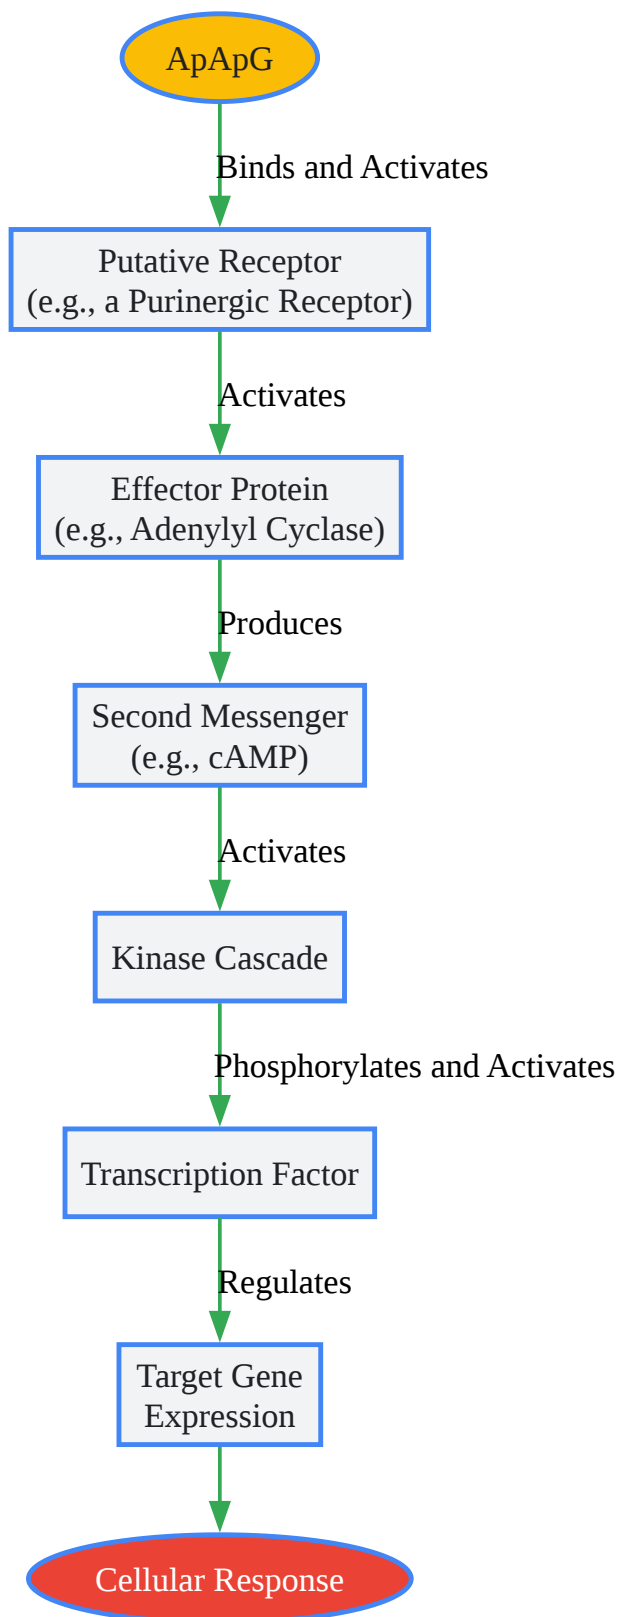 ApApG
Binds and Activates
Putative Receptor
(e.g., a Purinergic Receptor)
Activates
Effector Protein
(e.g., Adenylyl Cyclase)
Produces
Second Messenger
(e.g., cAMP)
Activates
Kinase Cascade
Phosphorylates and Activates
Transcription Factor
Regulates
Target Gene
Expression
Cellular Response